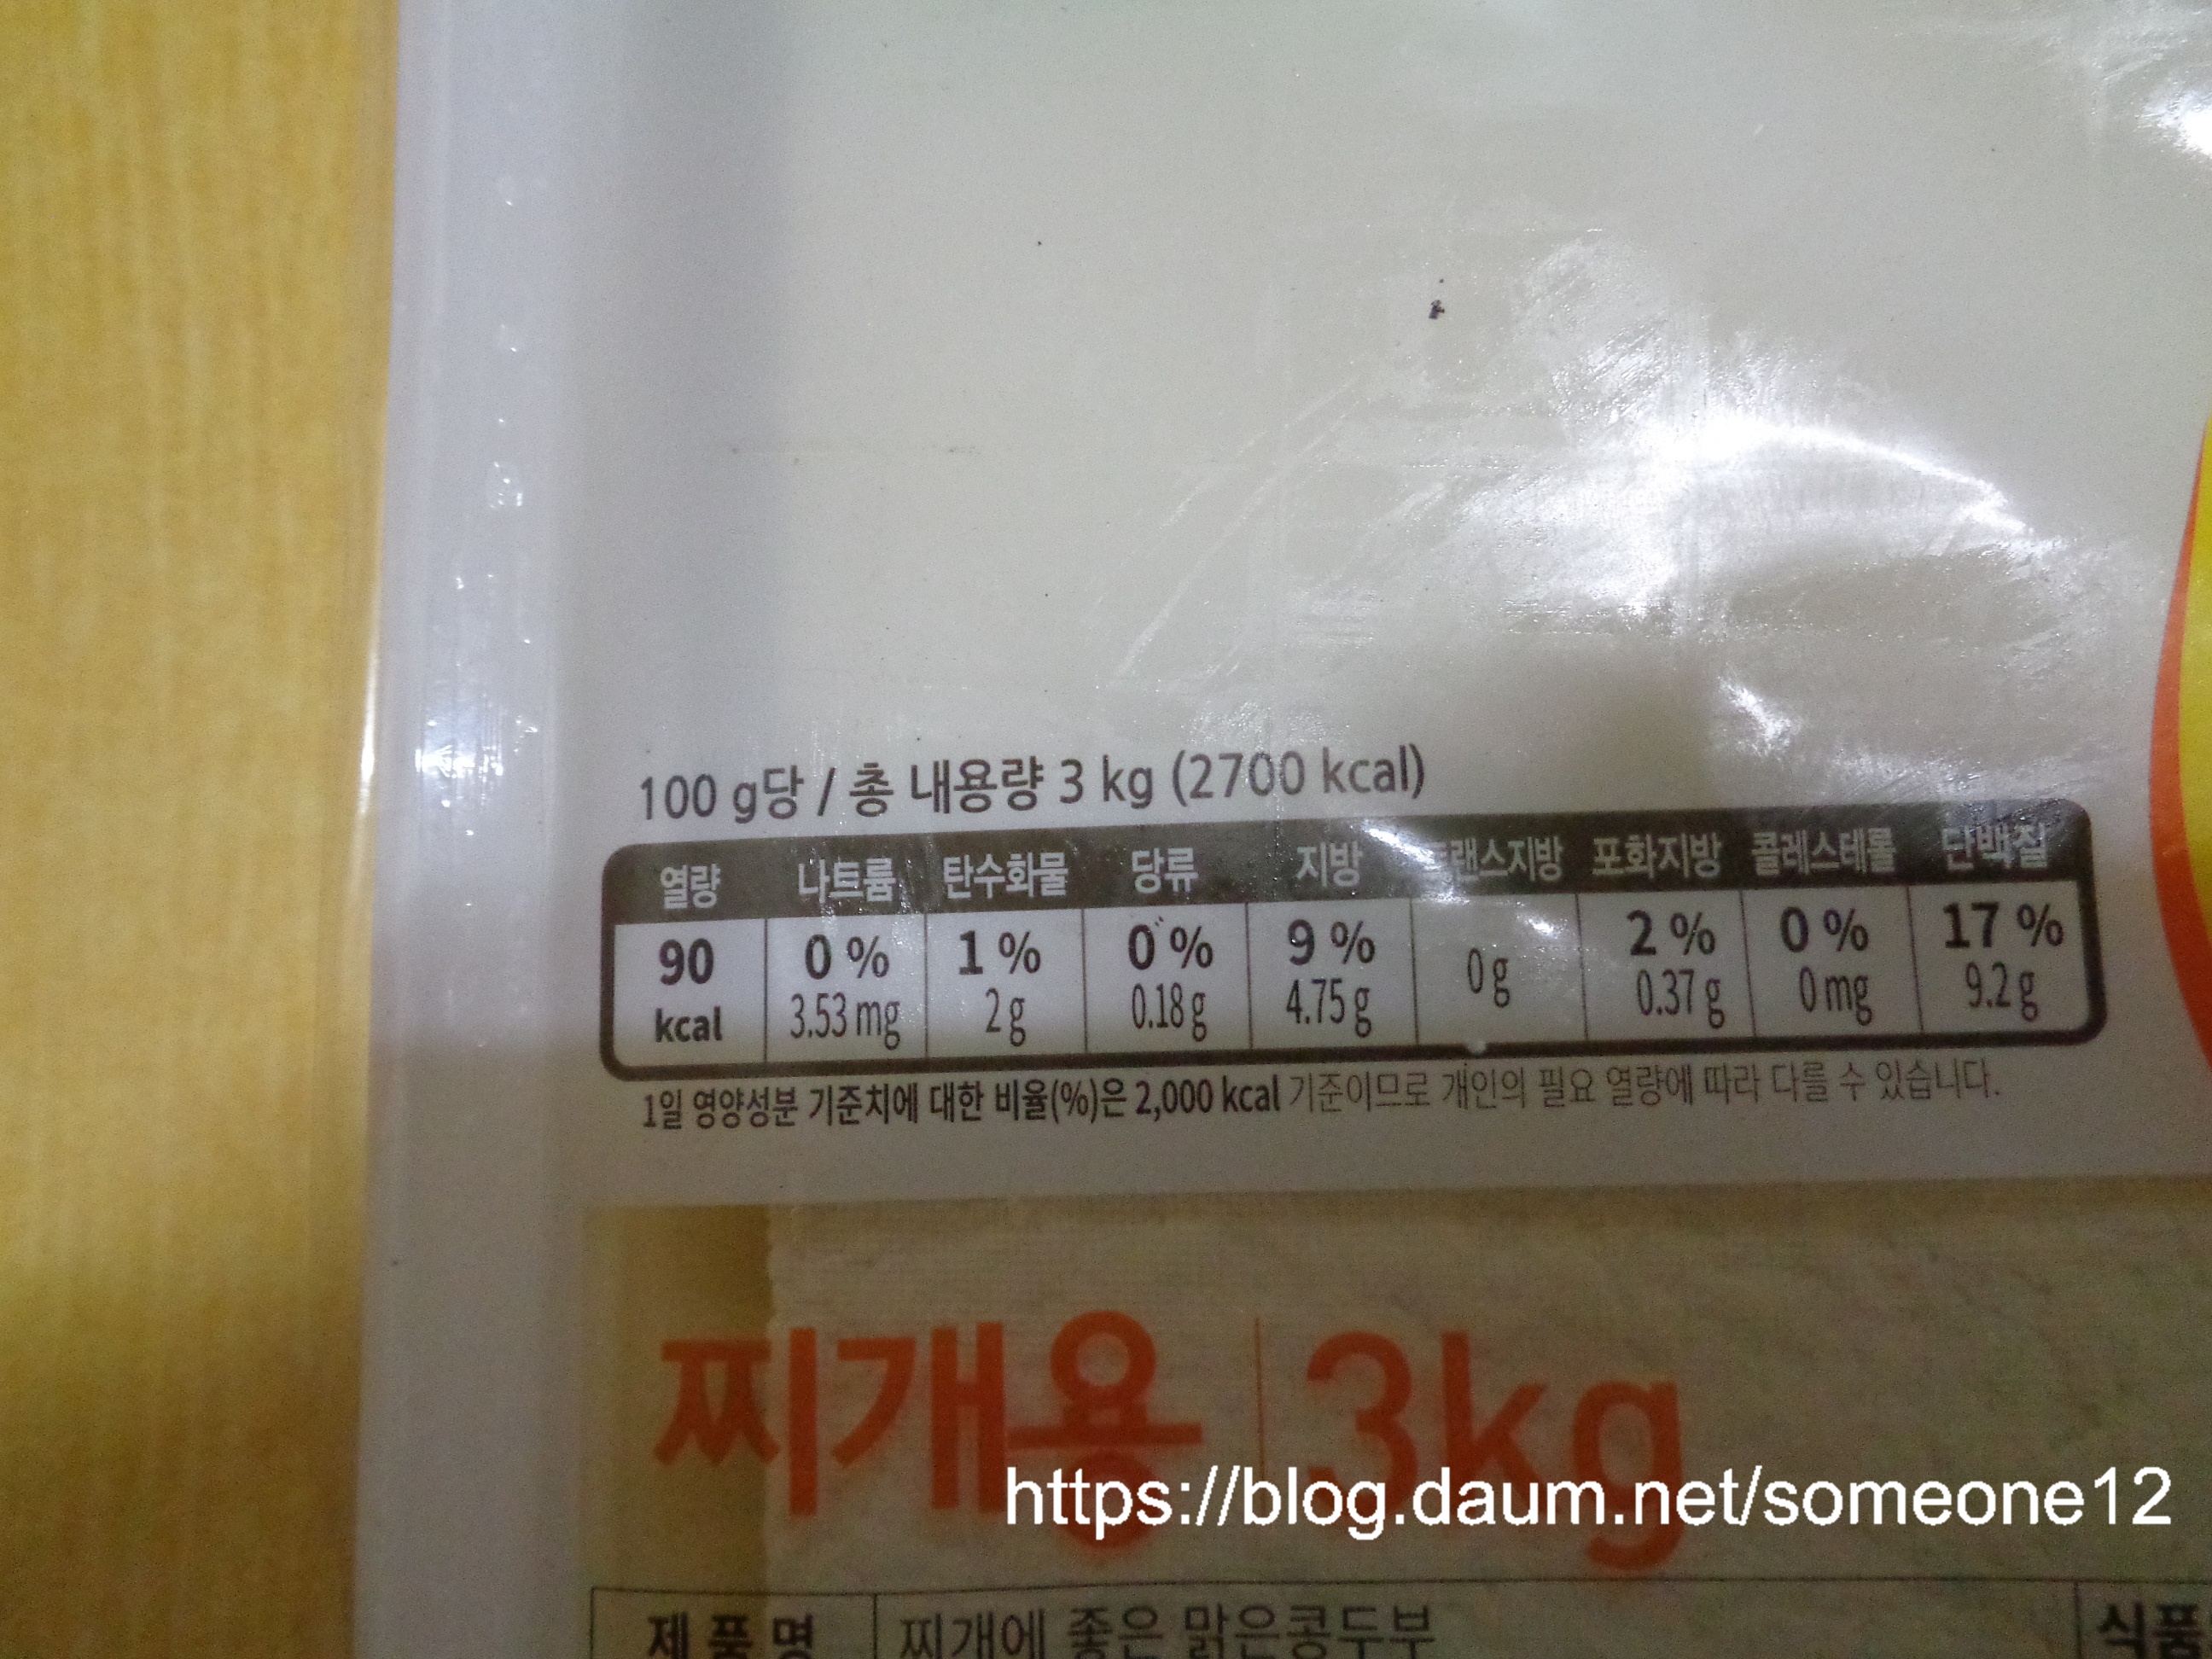 100 g당 / 총 내용량 3 kg (2700 kcal)
열량 나트륨 탄수화물 당류 지방 트랜스지방 포화지방 콜레스테롤 단백질
90 0 % 1 % 0 % 9 % 0 g 2 % 0 % 17 %
kcal 3.53 mg 2 g 0.18 g 4.75 g 0.37 g 0 mg 9.2 g
1일 영양성분 기준치에 대한 비율(%)은 2,000 kcal 기준이므로 개인의 필요 열량에 따라 다를 수 있습니다.
찌개용 3kg
https://blog.daum.net/someone12
제품명 찌개에 좋은 맑은콩두부 식품